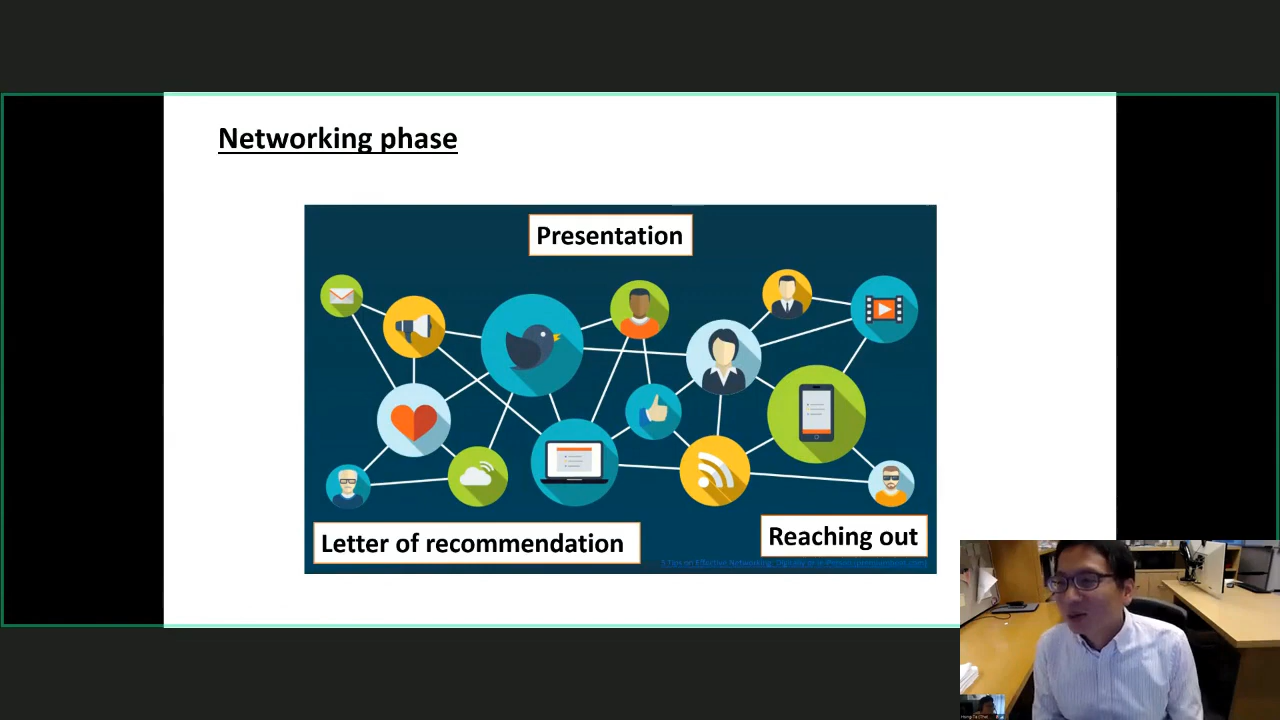 Networking phase
Presentation
Letter of recommendation
Reaching out